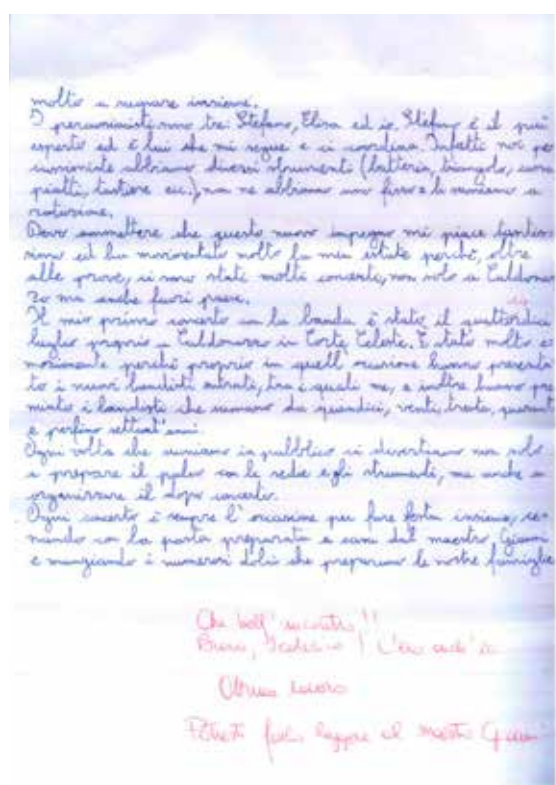 molto a suonare insieme.
I percussionisti sono tre: Stefano, Elisa ed io. Stefano è il più
esperto ed è lui che mi segue e ci coordina. Infatti noi per
cussionisti abbiamo diversi strumenti (batteria, triangolo,
piatti, tastiere ecc.), non ne abbiamo uno fisso e li suoniamo a
rotazione.
Devo ammettere che questo nuovo impegno mi piace tantis
simo ed ha movimentato molto la mia estate perché, oltre
alle prove, ci sono stati molti concerti, non solo a Caldona
zo ma anche fuori paese.
Il mio primo concerto con la banda è stato il quattordici
luglio proprio a Caldonazzo in Corte Celeste. È stato molto e
mozionante perché proprio in quell'occasione hanno presenta
to i nuovi bandisti entrati, tra i quali me, e inoltre hanno pre
miato i bandisti che suonano da quindici, venti, trenta, quarant
e perfino settant'anni.
Ogni volta che suoniamo in pubblico ci divertiamo non solo
a preparare il palco con le sedie e gli strumenti, ma anche a
organizzare il dopo concerto.
Ogni concerto è sempre l'occasione per fare festa insieme, ce
nando con la pasta preparata a casa dal maestro Gianni
e mangiando i numerosi dolci che preparano le nostre famiglie
Che bell' incontro!!
Bravo, Federico! C'ero anch'io
Ottimo lavoro
Potresti farlo leggere al maestro Gianni